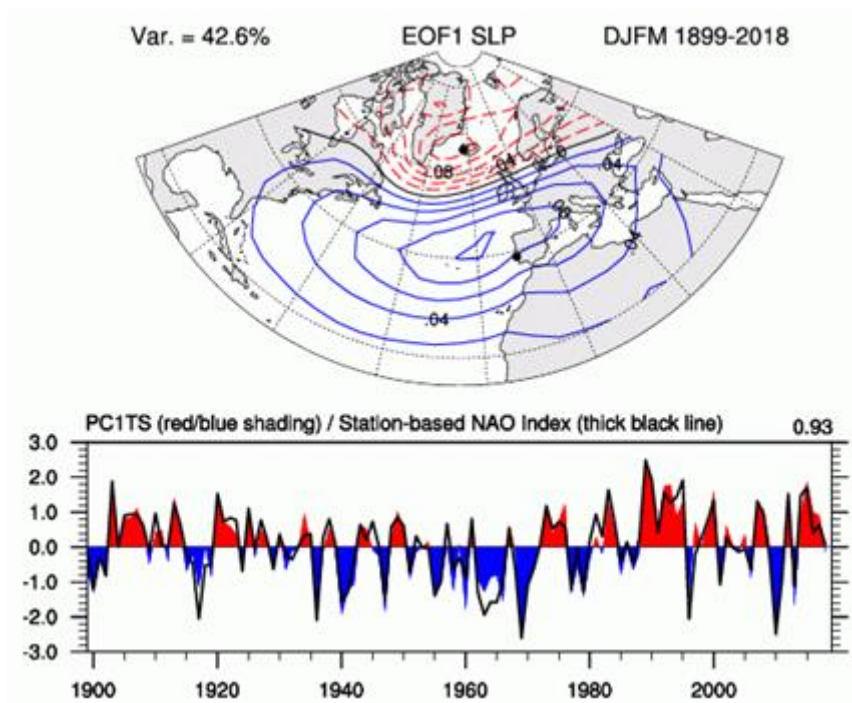 Var. = 42.6% EOF1 SLP DJFM 1899-2018
.08 .04 .0 .04
.04
PC1TS (red/blue shading) / Station-based NAO Index (thick black line) 0.93
3.0
2.0
1.0
0.0
-1.0
-2.0
-3.0
1900 1920 1940 1960 1980 2000